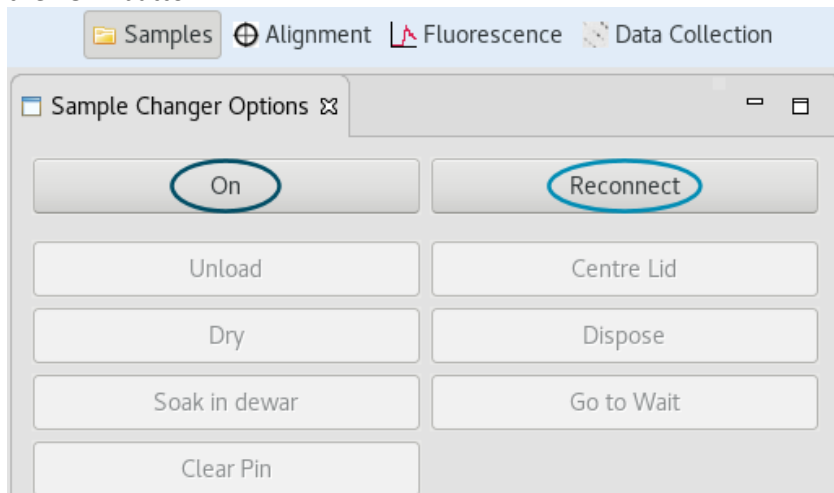 Samples Alignment Fluorescence Data Collection
Sample Changer Options
On Reconnect
Unload Centre Lid
Dry Dispose
Soak in dewar Go to Wait
Clear Pin